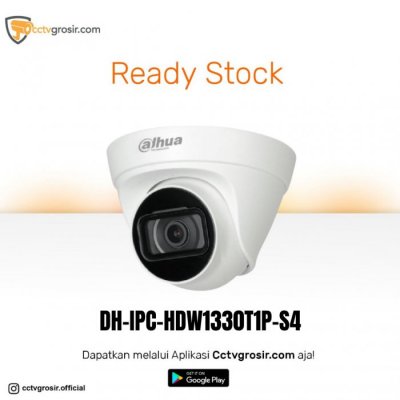 cctvgrosir.com
Ready Stock
alhua
DH-IPC-HDW1330T1P-S4
Dapatkan melalui Aplikasi Cctvgrosir.com aja!
GET IT ON
Google Play
cctvgrosir.official